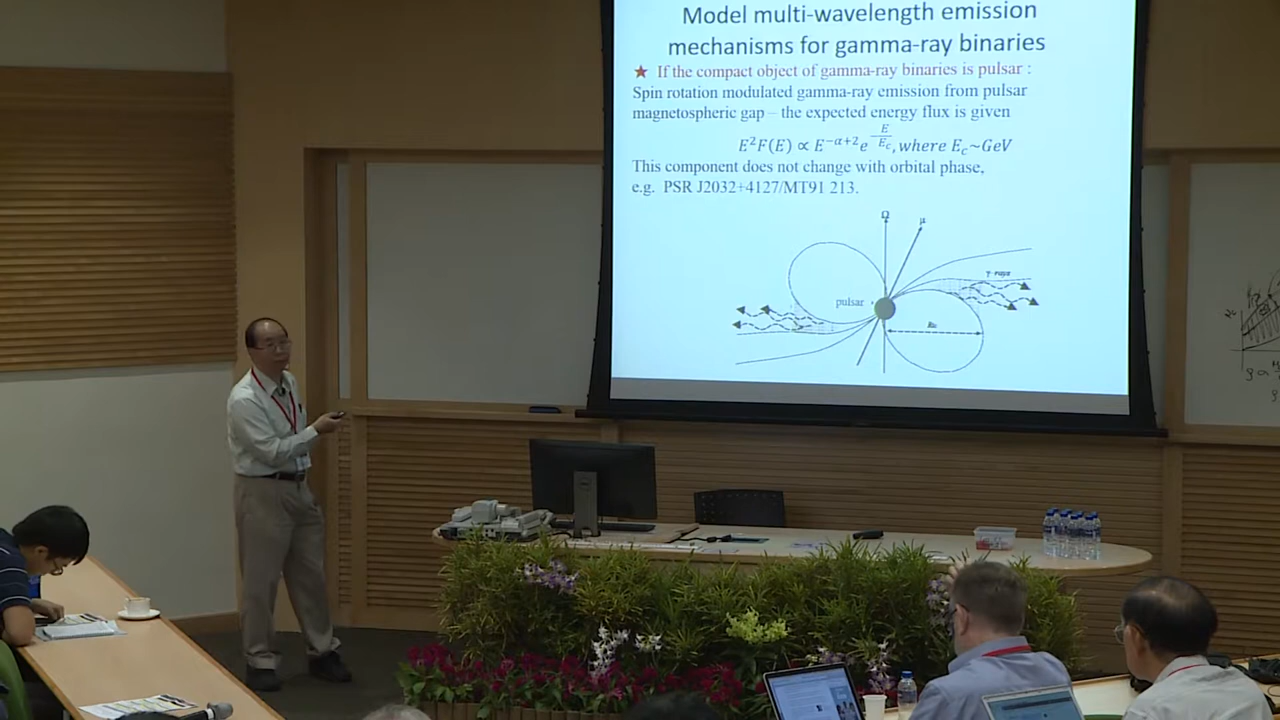 Model multi-wavelength emission
mechanisms for gamma-ray binaries
★ If the compact object of gamma-ray binaries is pulsar :
Spin rotation modulated gamma-ray emission from pulsar
magnetospheric gap – the expected energy flux is given
E²F(E) ∝ E^{-α+2}e^{-E/E_c}, where E_c~GeV
This component does not change with orbital phase,
e.g. PSR J2032+4127/MT91 213.
Ω μ
γ-rays
pulsar